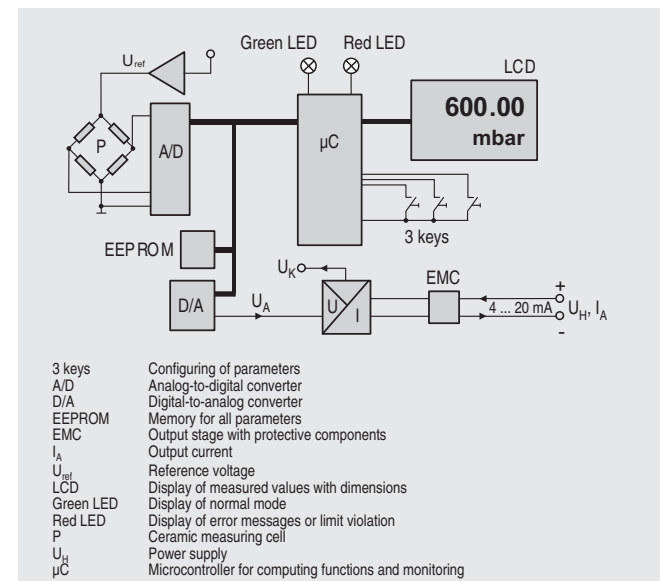 Green LED Red LED
U_ref
LCD
600.00
mbar
P
A/D
µC
3 keys
EEPROM
U_K
EMC
+
D/A
U_A
U
I
4 ... 20 mA
U_H, I_A
-
3 keys Configuring of parameters
A/D Analog-to-digital converter
D/A Digital-to-analog converter
EEPROM Memory for all parameters
EMC Output stage with protective components
I_A Output current
U_ref Reference voltage
LCD Display of measured values with dimensions
Green LED Display of normal mode
Red LED Display of error messages or limit violation
P Ceramic measuring cell
U_H Power supply
µC Microcontroller for computing functions and monitoring